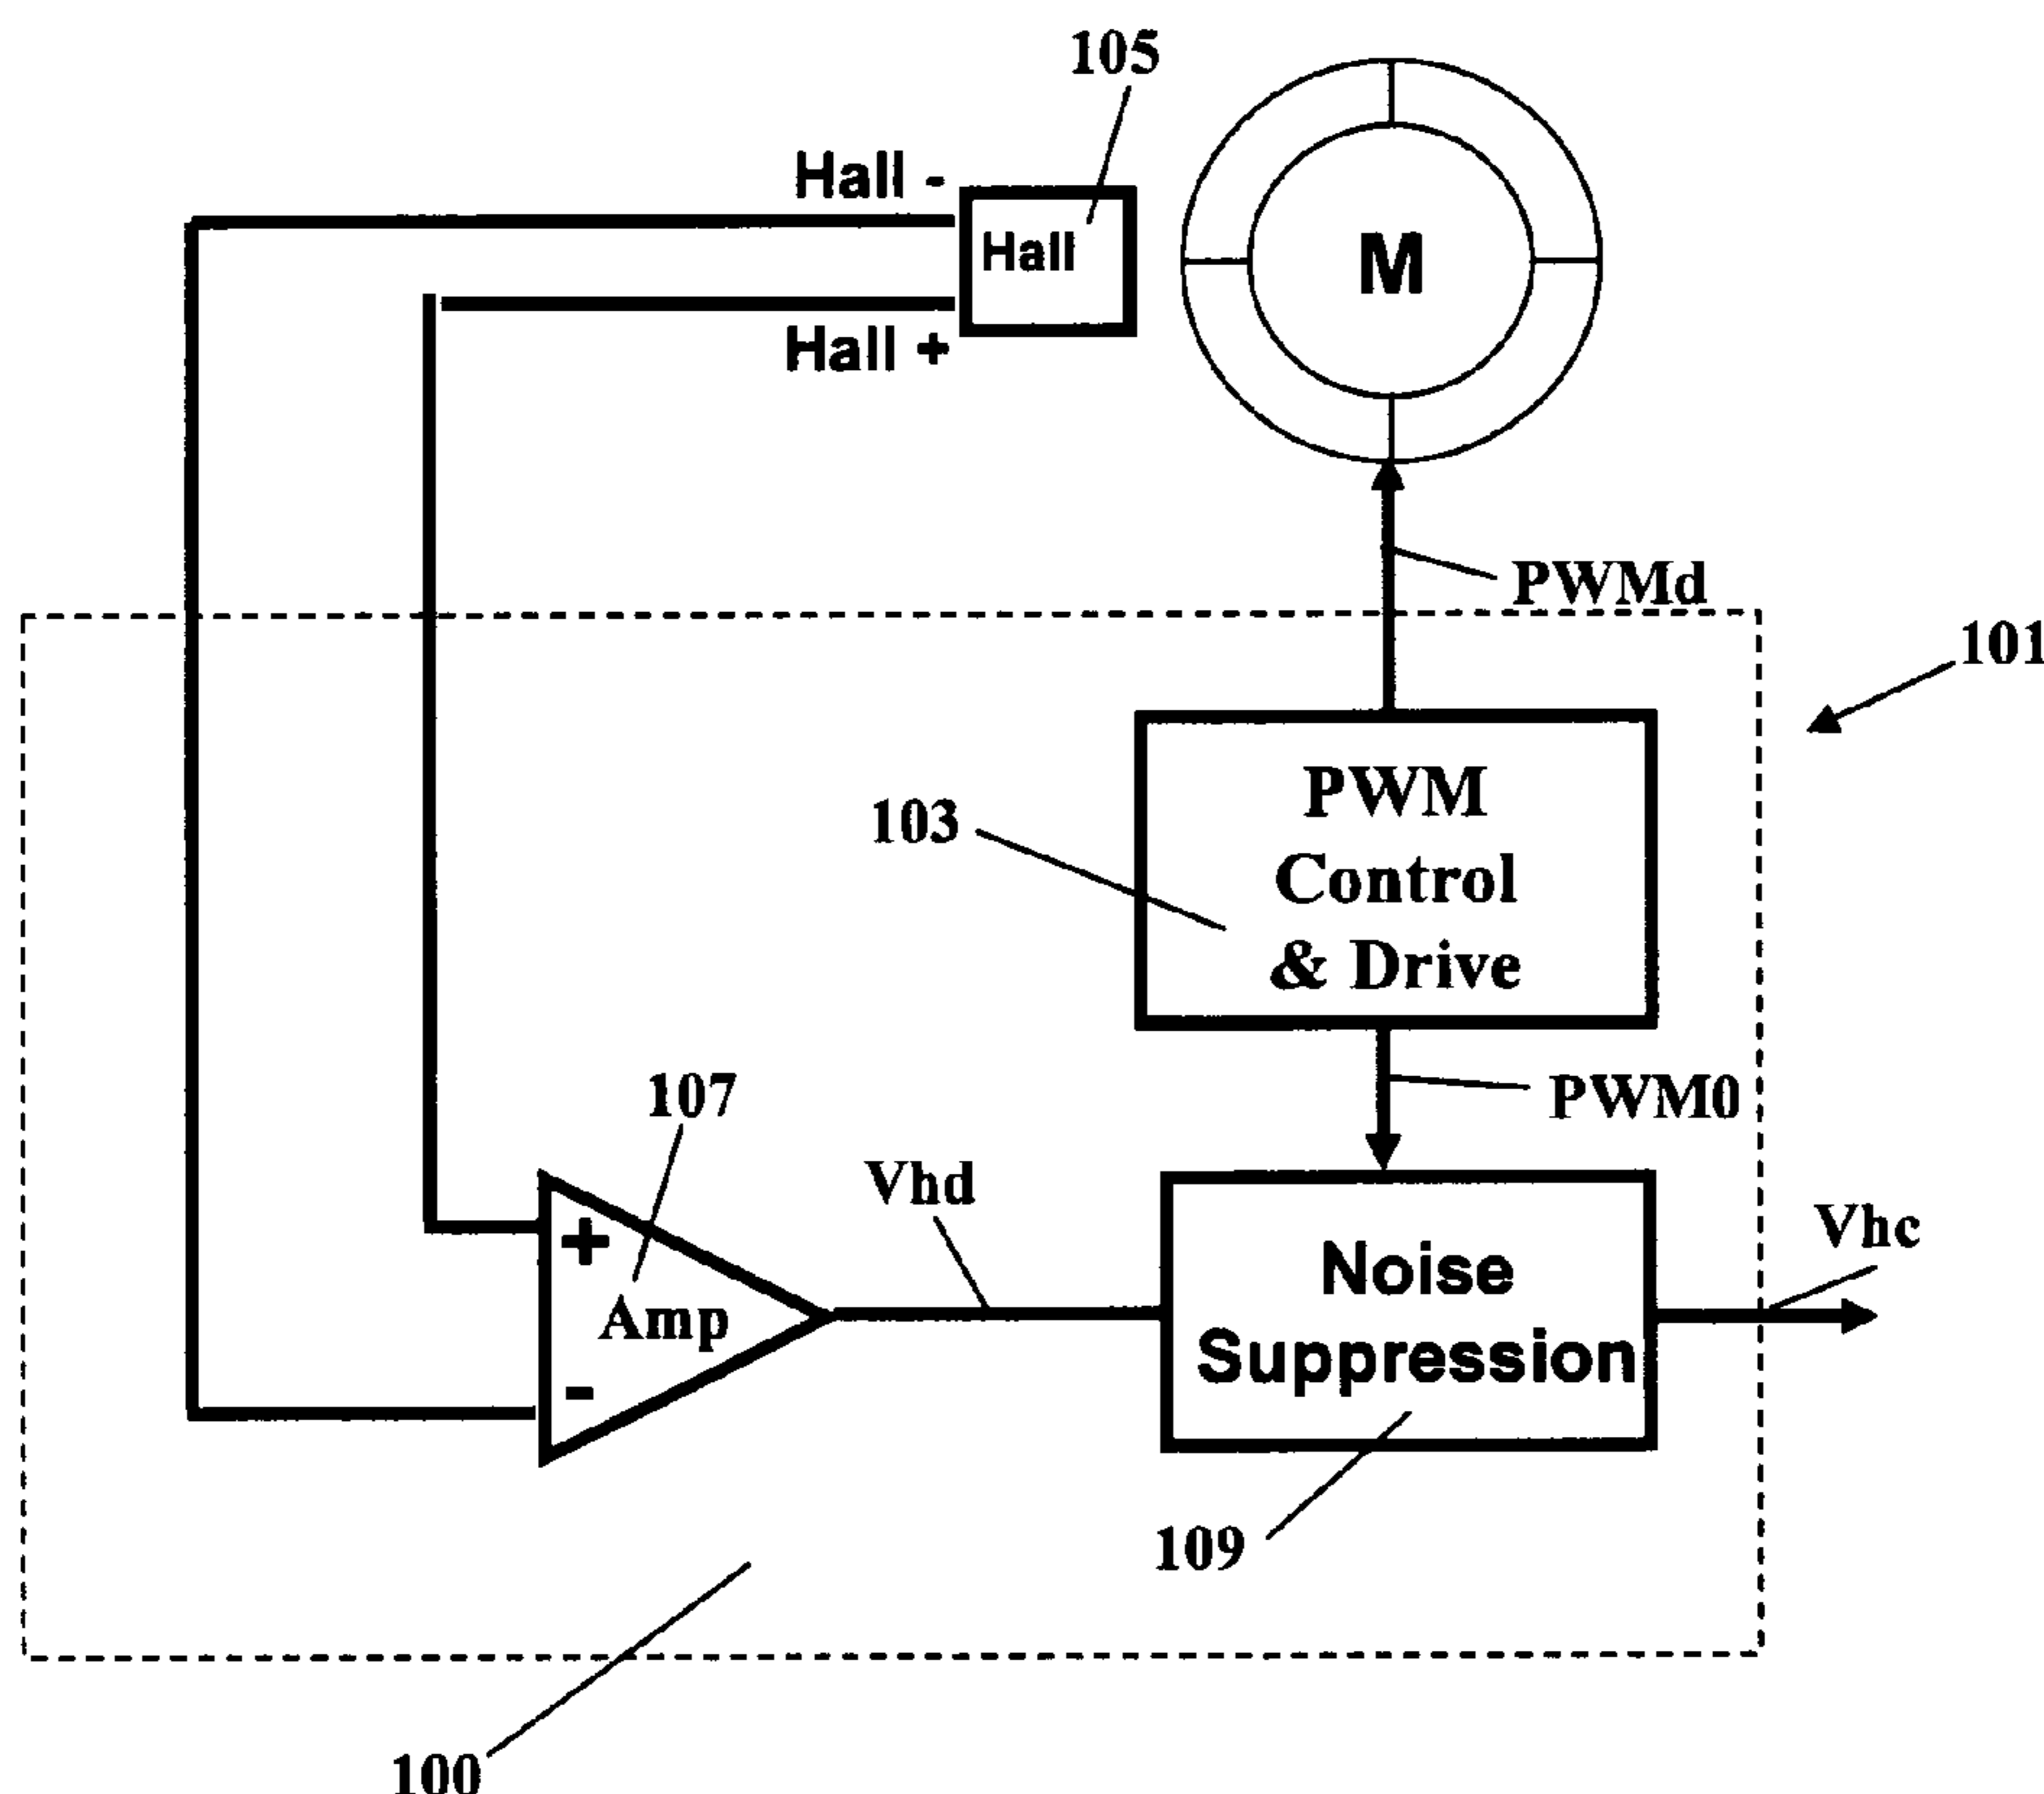 105
Hall -
Hall
M
Hall +
PWMd
101
PWM
Control
& Drive
103
107
PWM0
Vhd
Vhc
+
Amp
-
Noise
Suppression
109
100